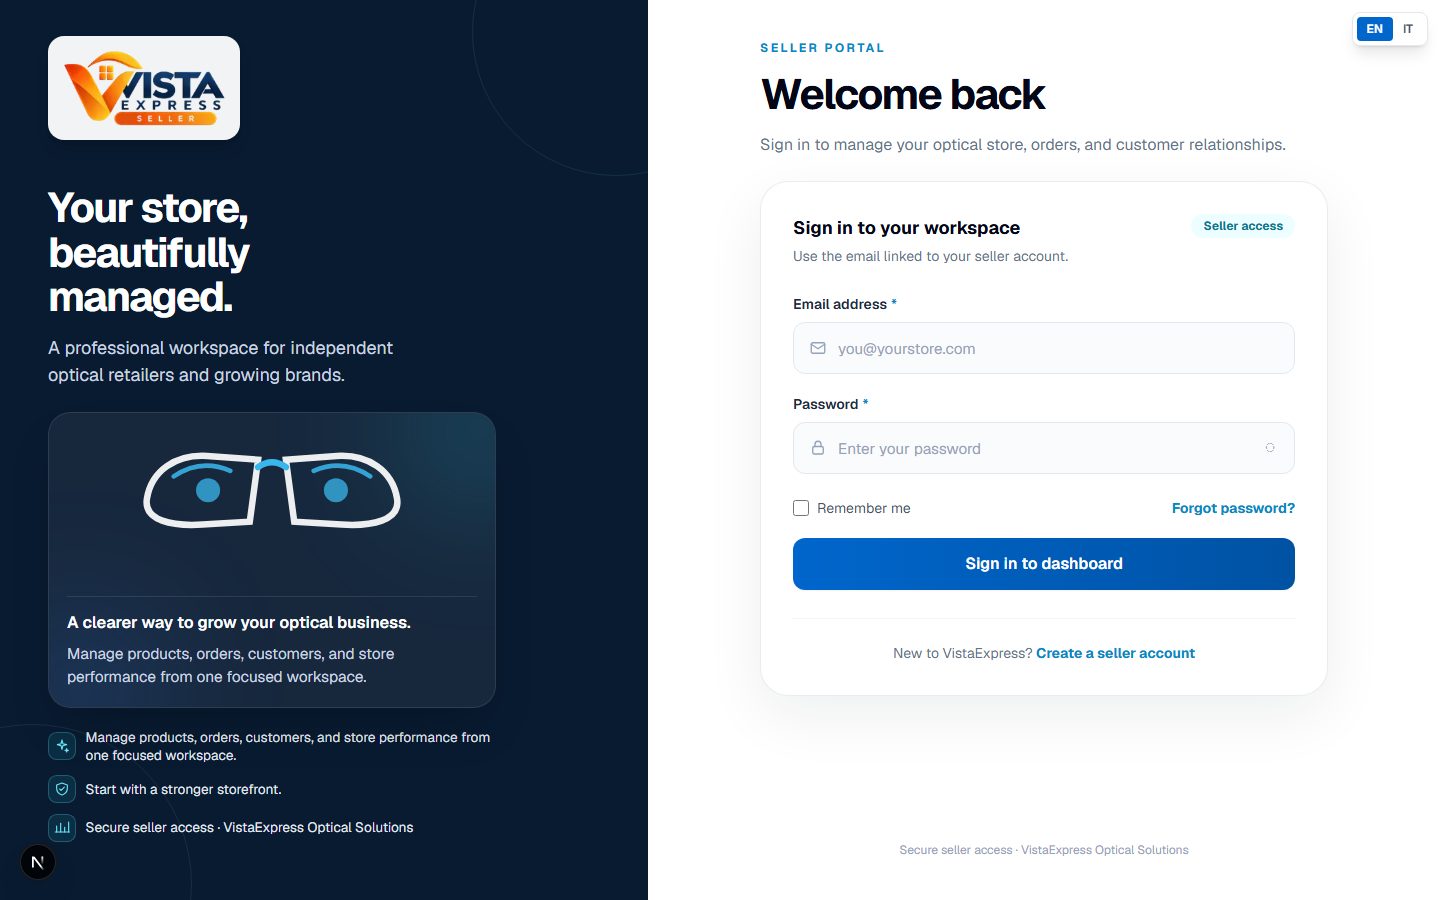 VISTA
EXPRESS
SELLER
Your store,
beautifully
managed.
A professional workspace for independent
optical retailers and growing brands.
A clearer way to grow your optical business.
Manage products, orders, customers, and store
performance from one focused workspace.
Manage products, orders, customers, and store performance from
one focused workspace.
Start with a stronger storefront.
Secure seller access · VistaExpress Optical Solutions
N
EN IT
SELLER PORTAL
Welcome back
Sign in to manage your optical store, orders, and customer relationships.
Sign in to your workspace
Seller access
Use the email linked to your seller account.
Email address *
you@yourstore.com
Password *
Enter your password
Remember me
Forgot password?
Sign in to dashboard
New to VistaExpress? Create a seller account
Secure seller access · VistaExpress Optical Solutions